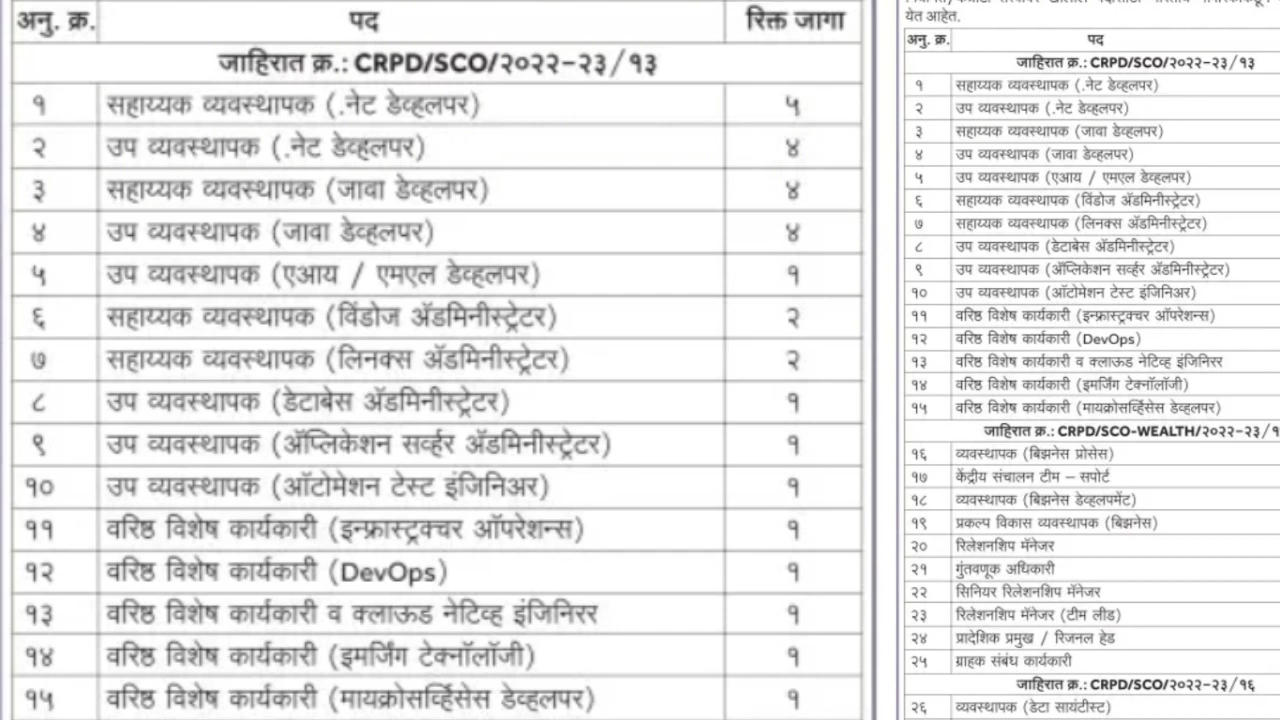 अनु. क्र. पद रिक्त जागा
जाहिरात क्र.: CRPD/SCO/२०२२-२३/१३
१ सहाय्यक व्यवस्थापक (.नेट डेव्हलपर) ५
२ उप व्यवस्थापक (.नेट डेव्हलपर) ४
३ सहाय्यक व्यवस्थापक (जावा डेव्हलपर) ४
४ उप व्यवस्थापक (जावा डेव्हलपर) ४
५ उप व्यवस्थापक (एआय / एमएल डेव्हलपर) १
६ सहाय्यक व्यवस्थापक (विंडोज ॲडमिनीस्ट्रेटर) २
७ सहाय्यक व्यवस्थापक (लिनक्स ॲडमिनीस्ट्रेटर) २
८ उप व्यवस्थापक (डेटाबेस ॲडमिनीस्ट्रेटर) १
९ उप व्यवस्थापक (ॲप्लिकेशन सर्व्हर ॲडमिनीस्ट्रेटर) १
१० उप व्यवस्थापक (ऑटोमेशन टेस्ट इंजिनिअर) १
११ वरिष्ठ विशेष कार्यकारी (इन्फ्रास्ट्रक्चर ऑपरेशन्स) १
१२ वरिष्ठ विशेष कार्यकारी (DevOps) १
१३ वरिष्ठ विशेष कार्यकारी व क्लाऊड नेटिव्ह इंजिनिरर १
१४ वरिष्ठ विशेष कार्यकारी (इमर्जिंग टेक्नॉलॉजी) १
१५ वरिष्ठ विशेष कार्यकारी (मायक्रोसर्व्हिसेस डेव्हलपर) १
येत आहेत.
अनु. क्र. पद
जाहिरात क्र.: CRPD/SCO/२०२२-२३/१३
१ सहाय्यक व्यवस्थापक (.नेट डेव्हलपर)
२ उप व्यवस्थापक (.नेट डेव्हलपर)
३ सहाय्यक व्यवस्थापक (जावा डेव्हलपर)
४ उप व्यवस्थापक (जावा डेव्हलपर)
५ उप व्यवस्थापक (एआय / एमएल डेव्हलपर)
६ सहाय्यक व्यवस्थापक (विंडोज ॲडमिनीस्ट्रेटर)
७ सहाय्यक व्यवस्थापक (लिनक्स ॲडमिनीस्ट्रेटर)
८ उप व्यवस्थापक (डेटाबेस ॲडमिनीस्ट्रेटर)
९ उप व्यवस्थापक (ॲप्लिकेशन सर्व्हर ॲडमिनीस्ट्रेटर)
१० उप व्यवस्थापक (ऑटोमेशन टेस्ट इंजिनिअर)
११ वरिष्ठ विशेष कार्यकारी (इन्फ्रास्ट्रक्चर ऑपरेशन्स)
१२ वरिष्ठ विशेष कार्यकारी (DevOps)
१३ वरिष्ठ विशेष कार्यकारी व क्लाऊड नेटिव्ह इंजिनिरर
१४ वरिष्ठ विशेष कार्यकारी (इमर्जिंग टेक्नॉलॉजी)
१५ वरिष्ठ विशेष कार्यकारी (मायक्रोसर्व्हिसेस डेव्हलपर)
जाहिरात क्र.: CRPD/SCO-WEALTH/२०२२-२३/१
१६ व्यवस्थापक (बिझनेस प्रोसेस)
१७ केंद्रीय संचालन टीम – सपोर्ट
१८ व्यवस्थापक (बिझनेस डेव्हलपमेंट)
१९ प्रकल्प विकास व्यवस्थापक (बिझनेस)
२० रिलेशनशिप मॅनेजर
२१ गुंतवणूक अधिकारी
२२ सिनियर रिलेशनशिप मॅनेजर
२३ रिलेशनशिप मॅनेजर (टीम लीड)
२४ प्रादेशिक प्रमुख / रिजनल हेड
२५ ग्राहक संबंध कार्यकारी
जाहिरात क्र.: CRPD/SCO/२०२२-२३/१६
२६ व्यवस्थापक (डेटा सायंटीस्ट)